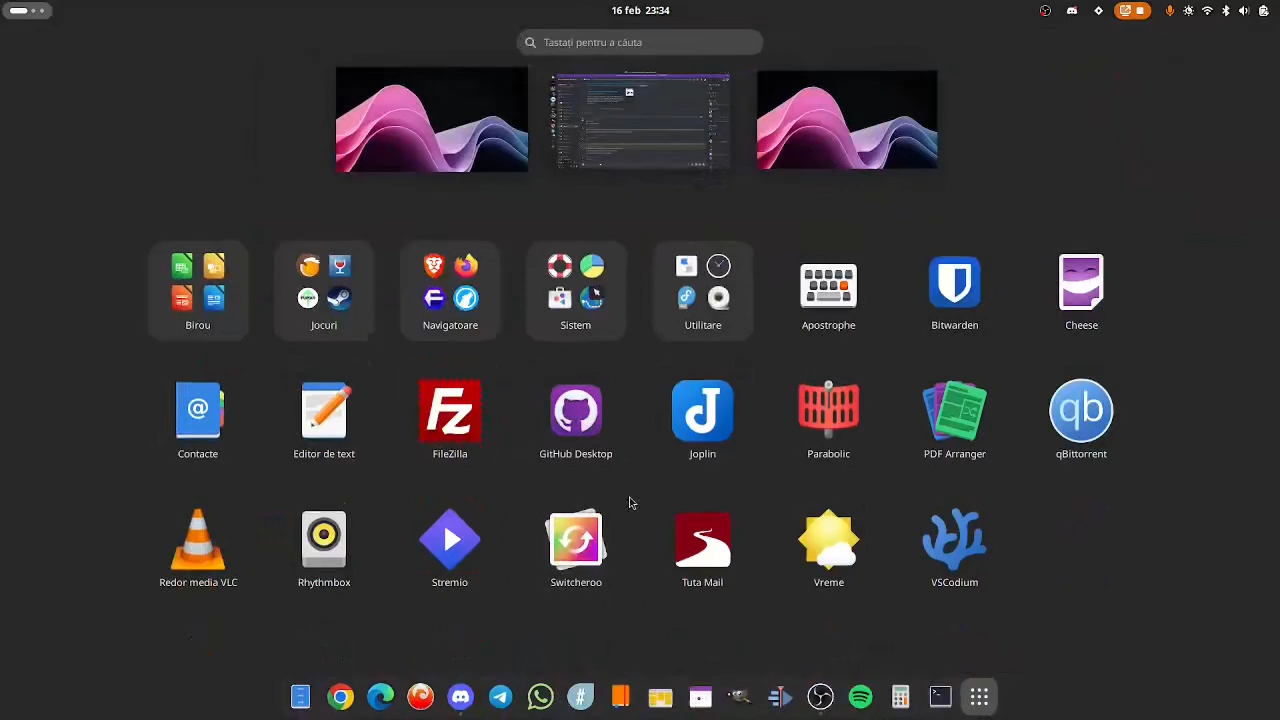 16 feb 23:34
Tastați pentru a căuta
Birou
Jocuri
Navigatoare
Sistem
Utilitare
Apostrophe
Bitwarden
Cheese
Contacte
Editor de text
FileZilla
GitHub Desktop
Joplin
Parabolic
PDF Arranger
qBittorrent
Redor media VLC
Rhythmbox
Stremio
Switcheroo
Tuta Mail
Vreme
VSCodium